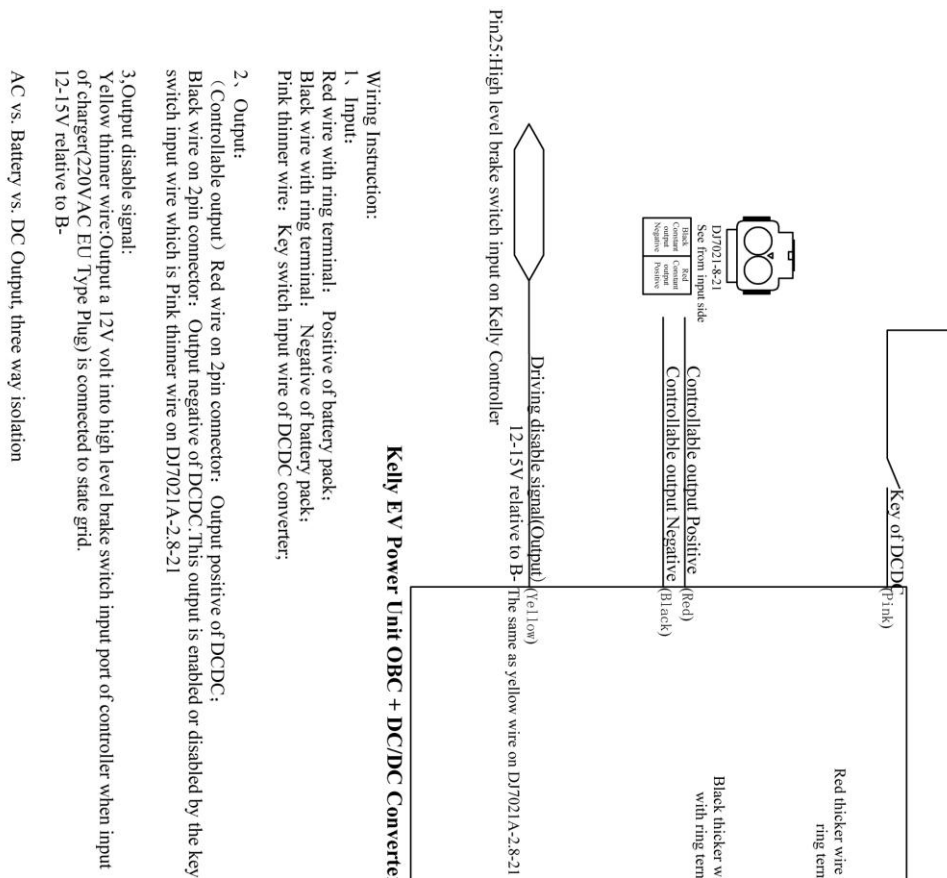 Key of DCDC
(Pink)
Red thicker wire
ring term
DJ7021-8-21
See from input side
Black
Constant
output
Negative
Red
Constant
output
Positive
Controllable output Positive
(Red)
Controllable output Negative
(Black)
Black thicker w
with ring term
Driving disable signal(Output)
(Yellow)
12-15V relative to B- The same as yellow wire on DJ7021A-2.8-21
Pin25:High level brake switch input on Kelly Controller
Kelly EV Power Unit OBC + DC/DC Converte
Wiring Instruction:
1、Input:
Red wire with ring terminal: Positive of battery pack;
Black wire with ring terminal: Negative of battery pack;
Pink thinner wire: Key switch input wire of DCDC converter;
2、Output:
(Controllable output) Red wire on 2pin connector: Output positive of DCDC;
Black wire on 2pin connector: Output negative of DCDC.This output is enabled or disabled by the key
switch input wire which is Pink thinner wire on DJ7021A-2.8-21
3,Output disable signal:
Yellow thinner wire:Output a 12V volt into high level brake switch input port of controller when input
of charger(220VAC EU Type Plug) is connected to state grid.
12-15V relative to B-
AC vs. Battery vs. DC Output, three way isolation